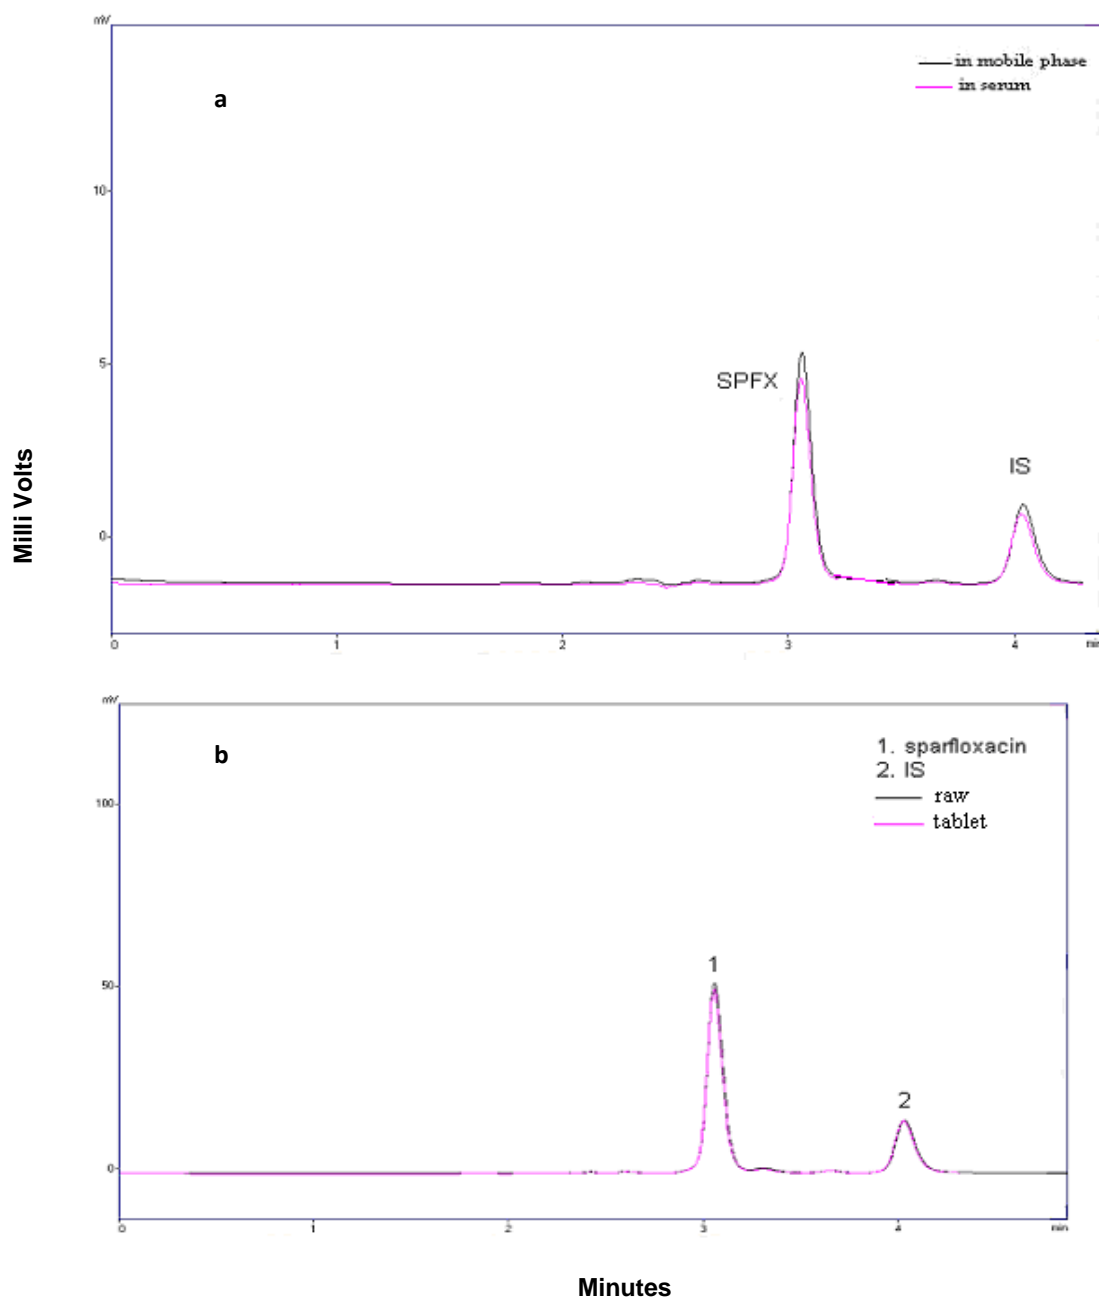 mV
in mobile phase
in serum
a
10
5
SPFX
IS
0
Milli Volts
0 1 2 3 4
mV
b
1. sparfloxacin
2. IS
raw
tablet
100
1
50
2
0
0 1 2 3 4 min
Minutes